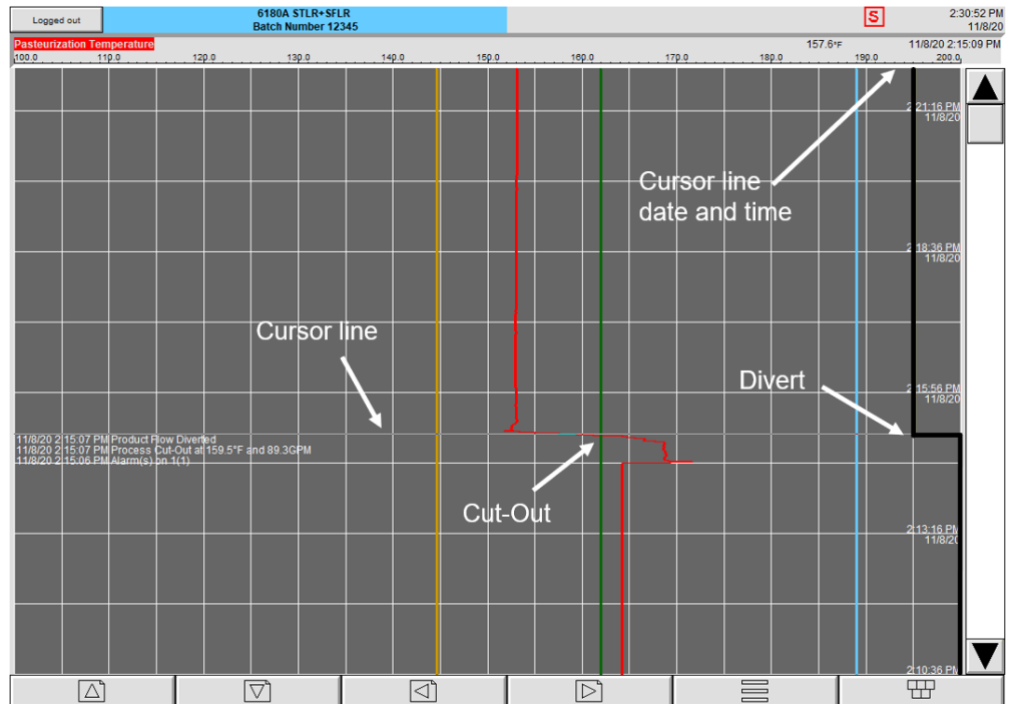 Logged out
6180A STLR+SFLR
Batch Number 12345
S
2:30:52 PM
11/8/20
Pasteurization Temperature
157.6°F
11/8/20 2:15:09 PM
100.0 110.0 120.0 130.0 140.0 150.0 160.0 170.0 180.0 190.0 200.0
2:21:16 PM
11/8/20
Cursor line
date and time
2:18:36 PM
11/8/20
Cursor line
Divert
2:15:56 PM
11/8/20
11/8/20 2:15:07 PM Product Flow Diverted
11/8/20 2:15:07 PM Process Cut-Out at 159.5°F and 89.3GPM
11/8/20 2:15:06 PM Alarm(s) on 1(1)
Cut-Out
2:13:16 PM
11/8/20
2:10:36 PM